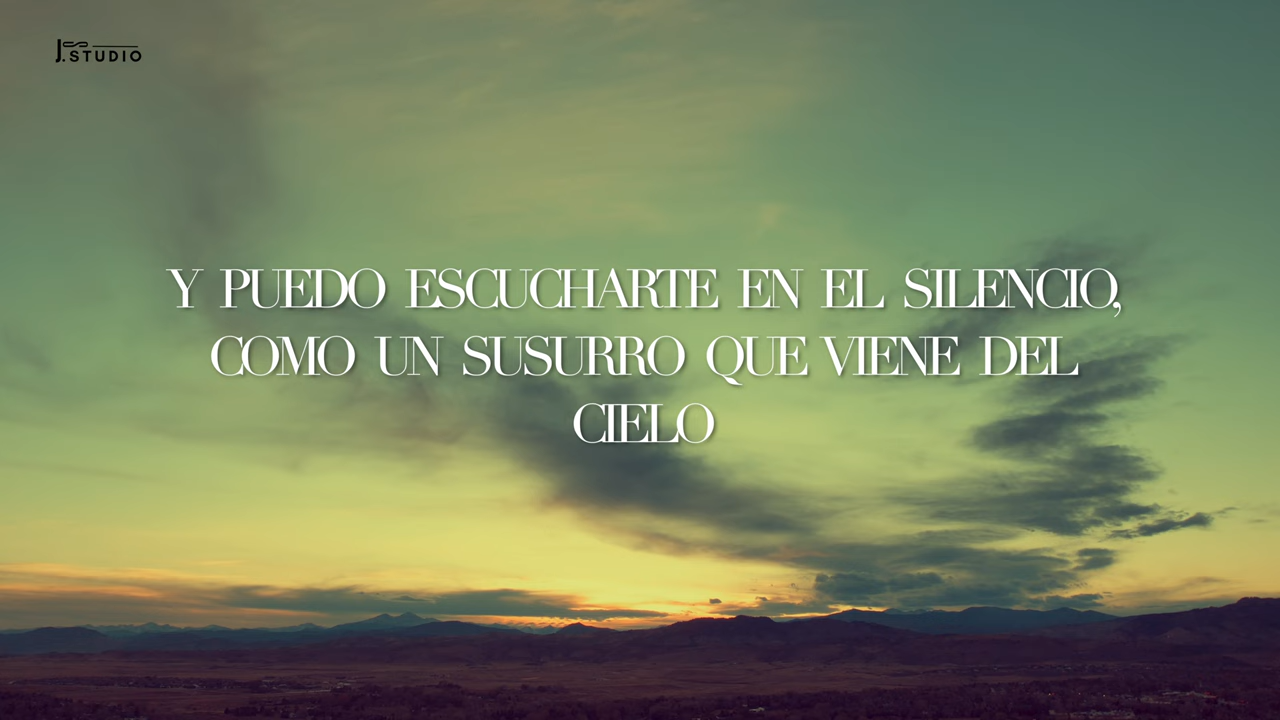 J.STUDIO
Y PUEDO ESCUCHARTE EN EL SILENCIO,
COMO UN SUSURRO QUE VIENE DEL
CIELO